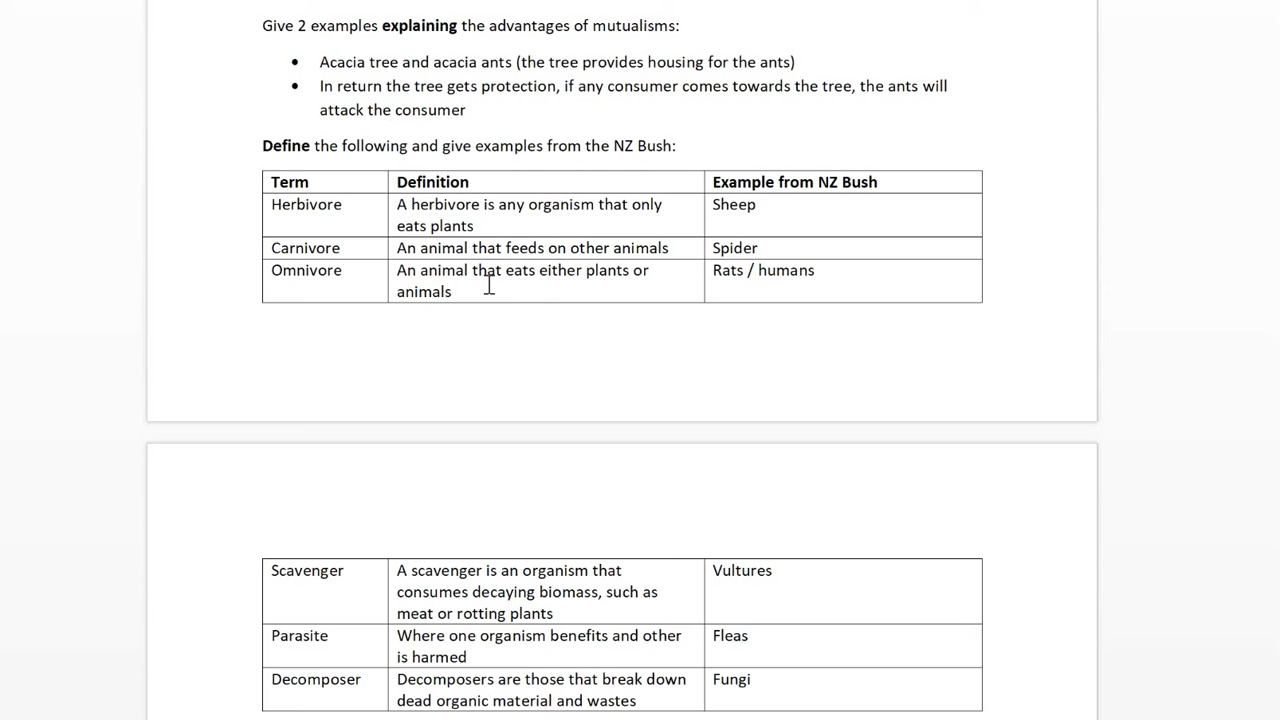 Give 2 examples explaining the advantages of mutualisms:
• Acacia tree and acacia ants (the tree provides housing for the ants)
• In return the tree gets protection, if any consumer comes towards the tree, the ants will
attack the consumer
Define the following and give examples from the NZ Bush:
Term Definition Example from NZ Bush
Herbivore A herbivore is any organism that only Sheep
eats plants
Carnivore An animal that feeds on other animals Spider
Omnivore An animal that eats either plants or Rats / humans
animals
Scavenger A scavenger is an organism that Vultures
consumes decaying biomass, such as
meat or rotting plants
Parasite Where one organism benefits and other Fleas
is harmed
Decomposer Decomposers are those that break down Fungi
dead organic material and wastes